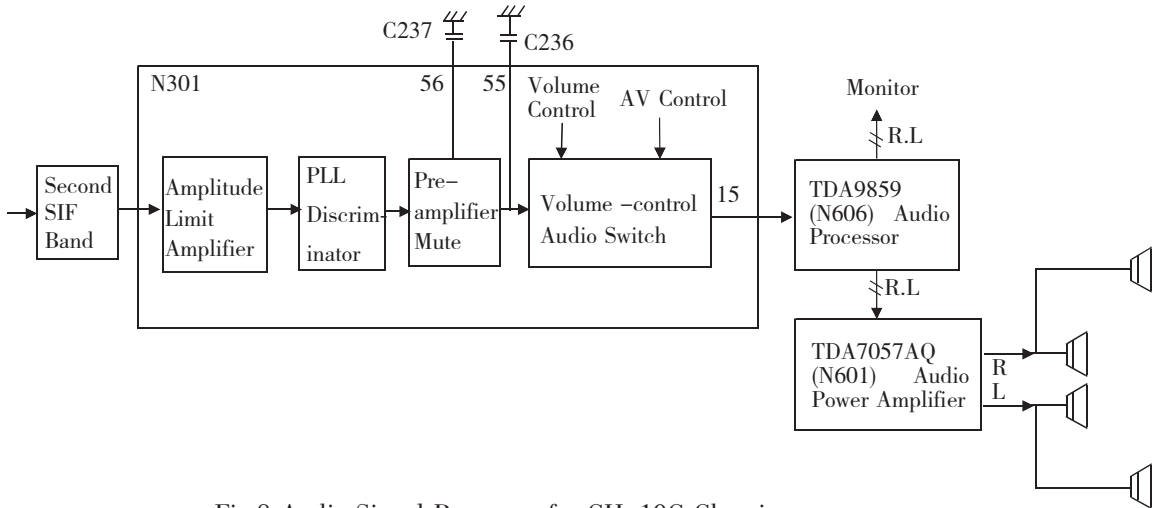 C237
C236
N301
56
55
Volume
Control
AV Control
Monitor
R.L
Second
SIF
Band
Amplitude
Limit
Amplifier
PLL
Discrim-
inator
Pre-
amplifier
Mute
Volume -control
Audio Switch
15
TDA9859
(N606) Audio
Processor
R.L
TDA7057AQ
(N601) Audio
Power Amplifier
R
L